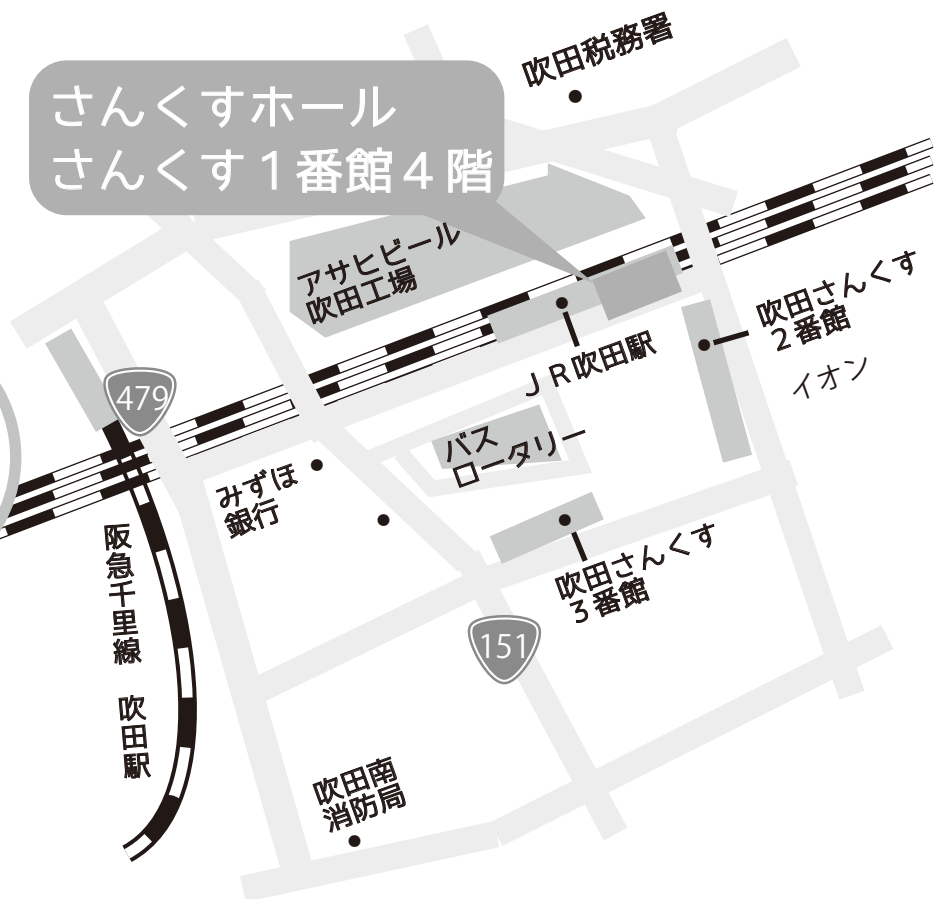 吹田税務署
さんくすホール
さんくす１番館４階
アサヒビール
吹田工場
吹田さんくす
２番館
イオン
ＪＲ吹田駅
479
バス
ロータリー
みずほ
銀行
阪急千里線　吹田駅
吹田さんくす
３番館
151
吹田南
消防局